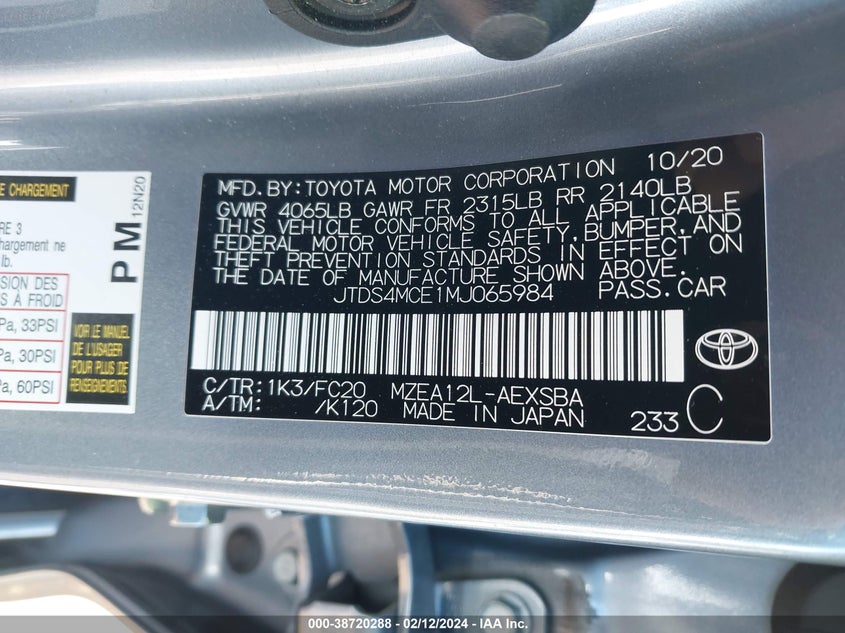 E CHARGEMENT
RE 3
hargement ne
lb.
SION DES
S À FROID
Pa, 33PSI
Pa, 30PSI
Pa, 60PSI
VOIR LE MANUEL
DE L'USAGER
POUR PLUS DE
RENSEIGNEMENTS
PM
12N20
MFD. BY: TOYOTA MOTOR CORPORATION 10/20
GVWR 4065LB GAWR FR 2315LB RR 2140LB
THIS VEHICLE CONFORMS TO ALL APPLICABLE
FEDERAL MOTOR VEHICLE SAFETY, BUMPER, AND
THEFT PREVENTION STANDARDS IN EFFECT ON
THE DATE OF MANUFACTURE SHOWN ABOVE.
JTDS4MCE1MJ065984 PASS. CAR
C/TR: 1K3/FC20 MZEA12L-AEXSBA
A/TM: /K120 MADE IN JAPAN 233 C
000-38720288 - 02/12/2024 - IAAI Inc.